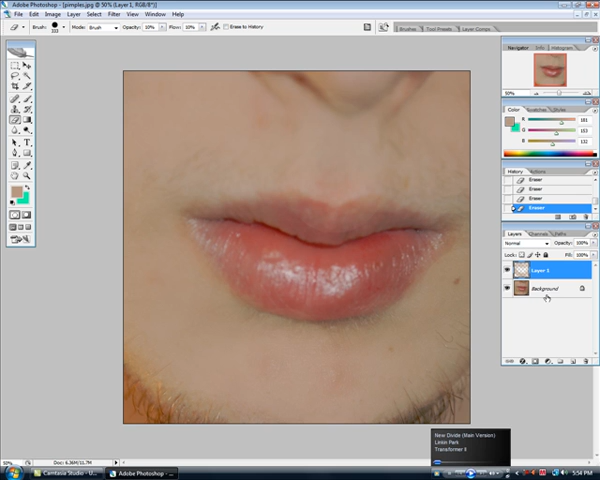 Adobe Photoshop - [pimples.jpg @ 50% (Layer 1, RGB/8*)]
File Edit Image Layer Select Filter View Window Help
Brush: 333 Mode: Brush Opacity: 10% Flow: 10% Erase to History
Brushes Tool Presets Layer Comps
Navigator Info Histogram
50%
Color Swatches Styles
R 181
G 153
B 132
History Actions
Eraser
Eraser
Eraser
Eraser
Layers Channels Paths
Normal Opacity: 100%
Lock: Fill: 100%
Layer 1
Background
New Divide (Main Version)
Linkin Park
Transformer X
50% Doc: 6.36M/15.7M
Camtasia Studio - U... Adobe Photoshop - ... 5:54 PM